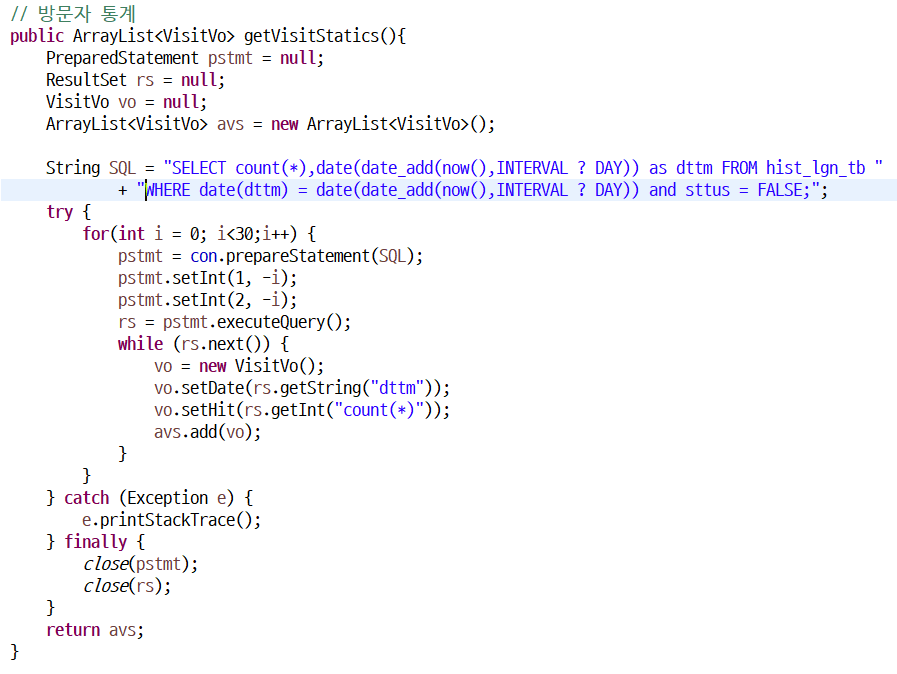 // 방문자 통계
public ArrayList<VisitVo> getVisitStatics(){
    PreparedStatement pstmt = null;
    ResultSet rs = null;
    VisitVo vo = null;
    ArrayList<VisitVo> avs = new ArrayList<VisitVo>();

    String SQL = "SELECT count(*),date(date_add(now(),INTERVAL ? DAY)) as dttm FROM hist_lgn_tb "
            + "WHERE date(dttm) = date(date_add(now(),INTERVAL ? DAY)) and sttus = FALSE;";
    try {
        for(int i = 0; i<30;i++) {
            pstmt = con.prepareStatement(SQL);
            pstmt.setInt(1, -i);
            pstmt.setInt(2, -i);
            rs = pstmt.executeQuery();
            while (rs.next()) {
                vo = new VisitVo();
                vo.setDate(rs.getString("dttm"));
                vo.setHit(rs.getInt("count(*)"));
                avs.add(vo);
            }
        }
    } catch (Exception e) {
        e.printStackTrace();
    } finally {
        close(pstmt);
        close(rs);
    }
    return avs;
}